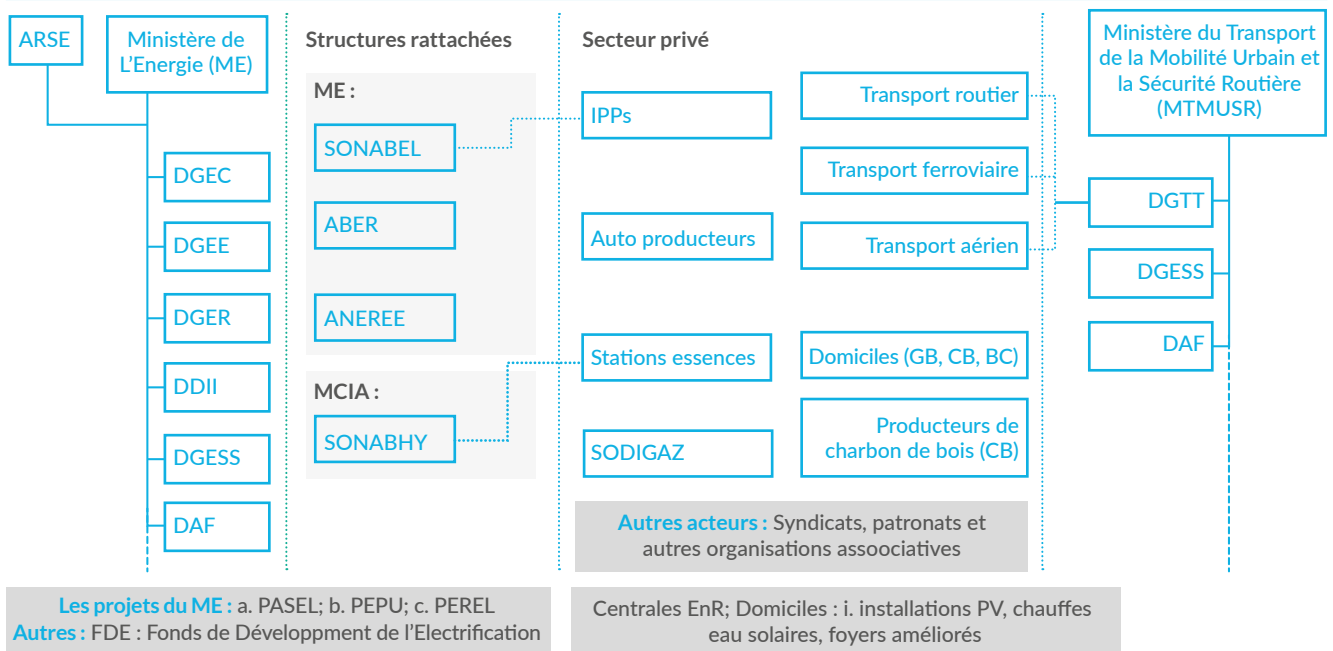 ARSE
Ministère de
L'Energie (ME)
DGEC
DGEE
DGER
DDII
DGESS
DAF
Structures rattachées
ME :
SONABEL
ABER
ANEREE
MCIA :
SONABHY
Secteur privé
IPPs
Auto producteurs
Stations essences
SODIGAZ
Transport routier
Transport ferroviaire
Transport aérien
Domiciles (GB, CB, BC)
Producteurs de
charbon de bois (CB)
Autres acteurs : Syndicats, patronats et
autres organisations assoociatives
Ministère du Transport
de la Mobilité Urbain et
la Sécurité Routière
(MTMUSR)
DGTT
DGESS
DAF
Les projets du ME : a. PASEL; b. PEPU; c. PEREL
Autres : FDE : Fonds de Développment de l'Electrification
Centrales EnR; Domiciles : i. installations PV, chauffes
eau solaires, foyers améliorés